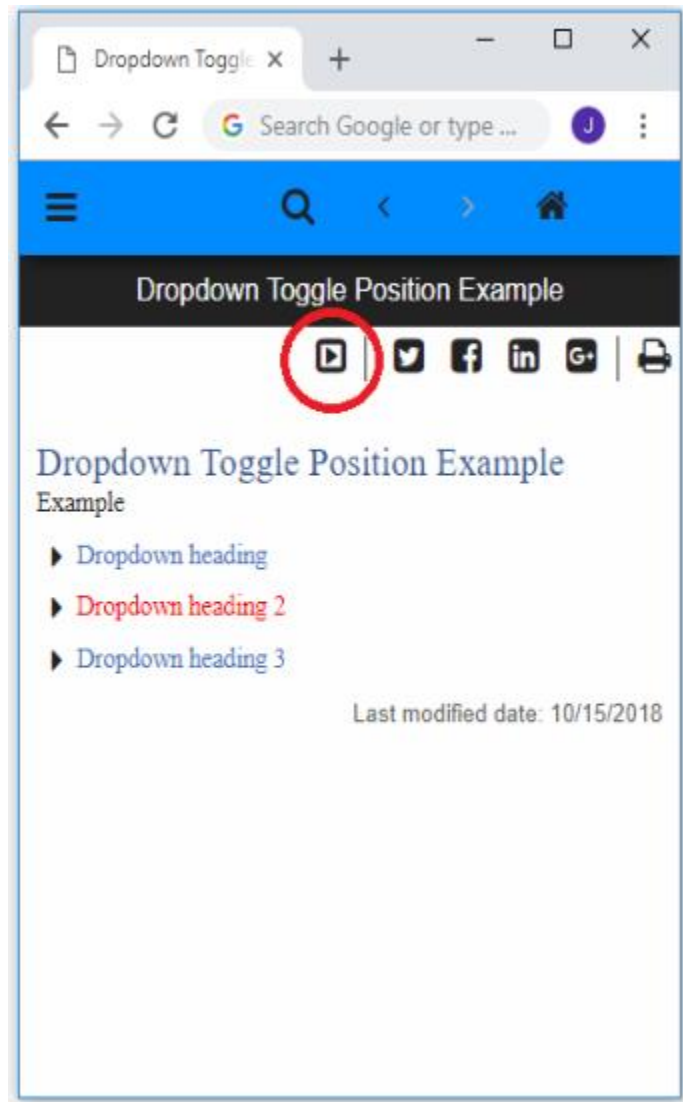 Dropdown Toggle
G Search Google or type ... J
Dropdown Toggle Position Example
in G+
Dropdown Toggle Position Example
Example
Dropdown heading
Dropdown heading 2
Dropdown heading 3
Last modified date: 10/15/2018